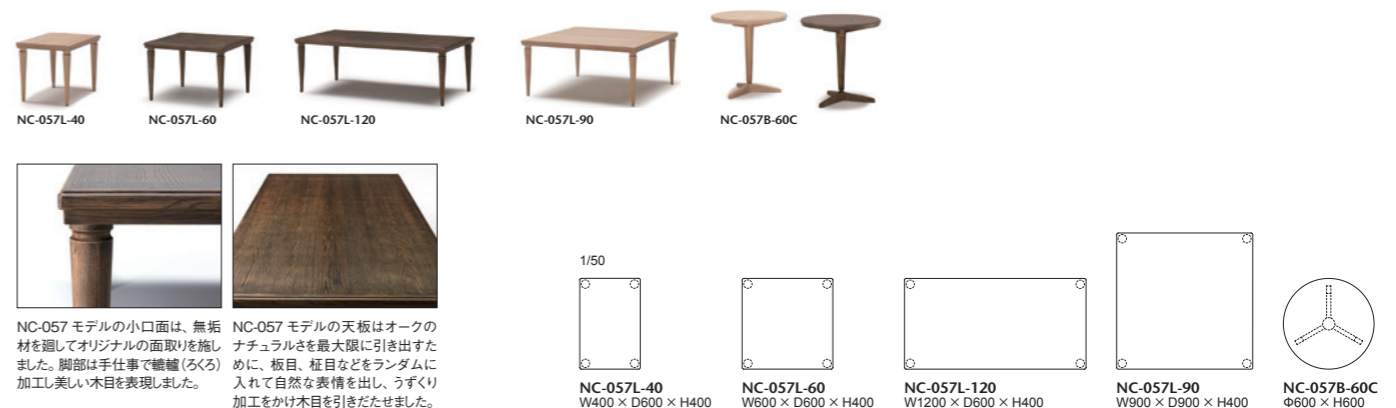 NC-057L-40
NC-057L-60
NC-057L-120
NC-057L-90
NC-057B-60C
NC-057 モデルの小口面は、無垢
材を廻してオリジナルの面取りを施し
ました。脚部は手仕事で轆轤(ろくろ)
加工し美しい木目を表現しました。
NC-057 モデルの天板はオークの
ナチュラルさを最大限に引き出すた
めに、板目、柾目などをランダムに
入れて自然な表情を出し、うずくり
加工をかけ木目を引きだたせました。
1/50
NC-057L-40
W400 × D600 × H400
NC-057L-60
W600 × D600 × H400
NC-057L-120
W1200 × D600 × H400
NC-057L-90
W900 × D900 × H400
NC-057B-60C
Φ600 × H600